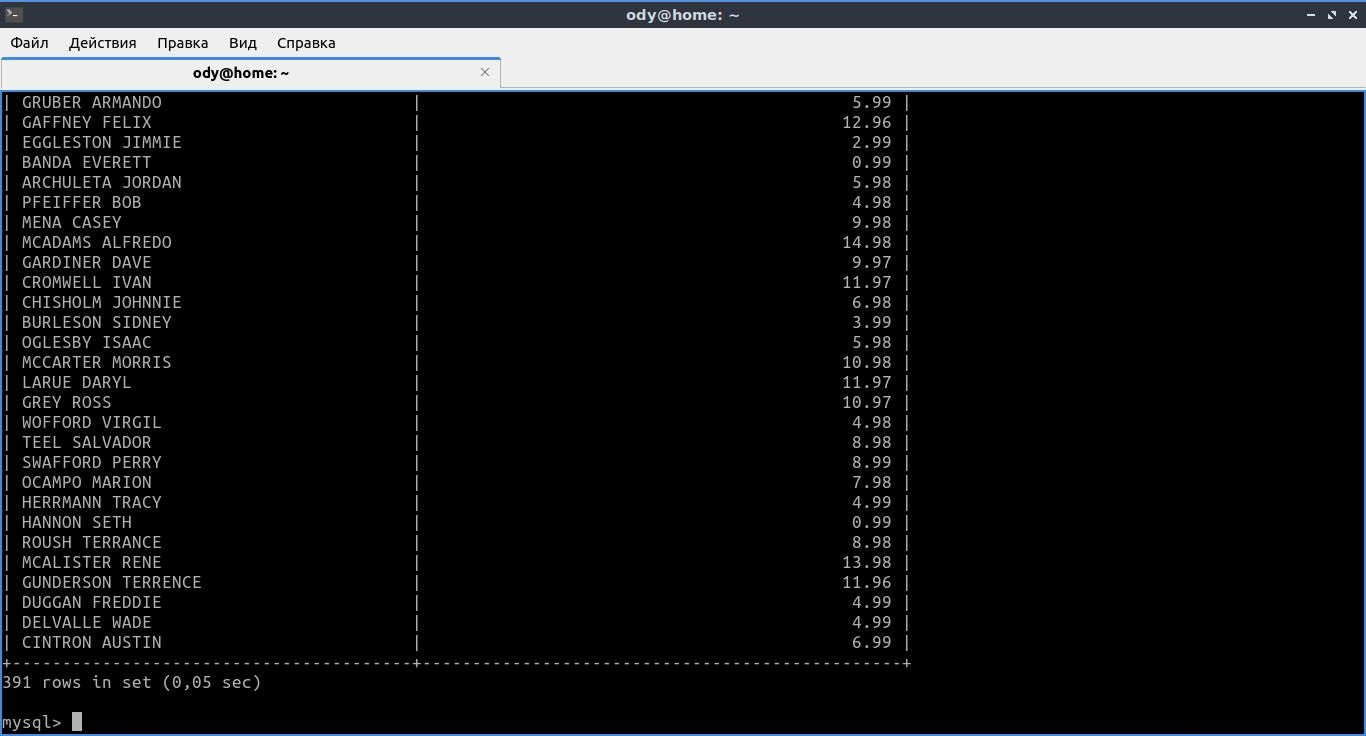 ody@home: ~
Файл Действия Правка Вид Справка
ody@home: ~
| GRUBER ARMANDO | 5.99 |
| GAFFNEY FELIX | 12.96 |
| EGGLESTON JIMMIE | 2.99 |
| BANDA EVERETT | 0.99 |
| ARCHULETA JORDAN | 5.98 |
| PFEIFFER BOB | 4.98 |
| MENA CASEY | 9.98 |
| MCADAMS ALFREDO | 14.98 |
| GARDINER DAVE | 9.97 |
| CROMWELL IVAN | 11.97 |
| CHISHOLM JOHNNIE | 6.98 |
| BURLESON SIDNEY | 3.99 |
| OGLESBY ISAAC | 5.98 |
| MCCARTER MORRIS | 10.98 |
| LARUE DARYL | 11.97 |
| GREY ROSS | 10.97 |
| WOFFORD VIRGIL | 4.98 |
| TEEL SALVADOR | 8.98 |
| SWAFFORD PERRY | 8.99 |
| OCAMPO MARION | 7.98 |
| HERRMANN TRACY | 4.99 |
| HANNON SETH | 0.99 |
| ROUSH TERRANCE | 8.98 |
| MCALISTER RENE | 13.98 |
| GUNDERSON TERRENCE | 11.96 |
| DUGGAN FREDDIE | 4.99 |
| DELVALLE WADE | 4.99 |
| CINTRON AUSTIN | 6.99 |
+----------------------------------------+------------------------------------------------+
391 rows in set (0,05 sec)
mysql>